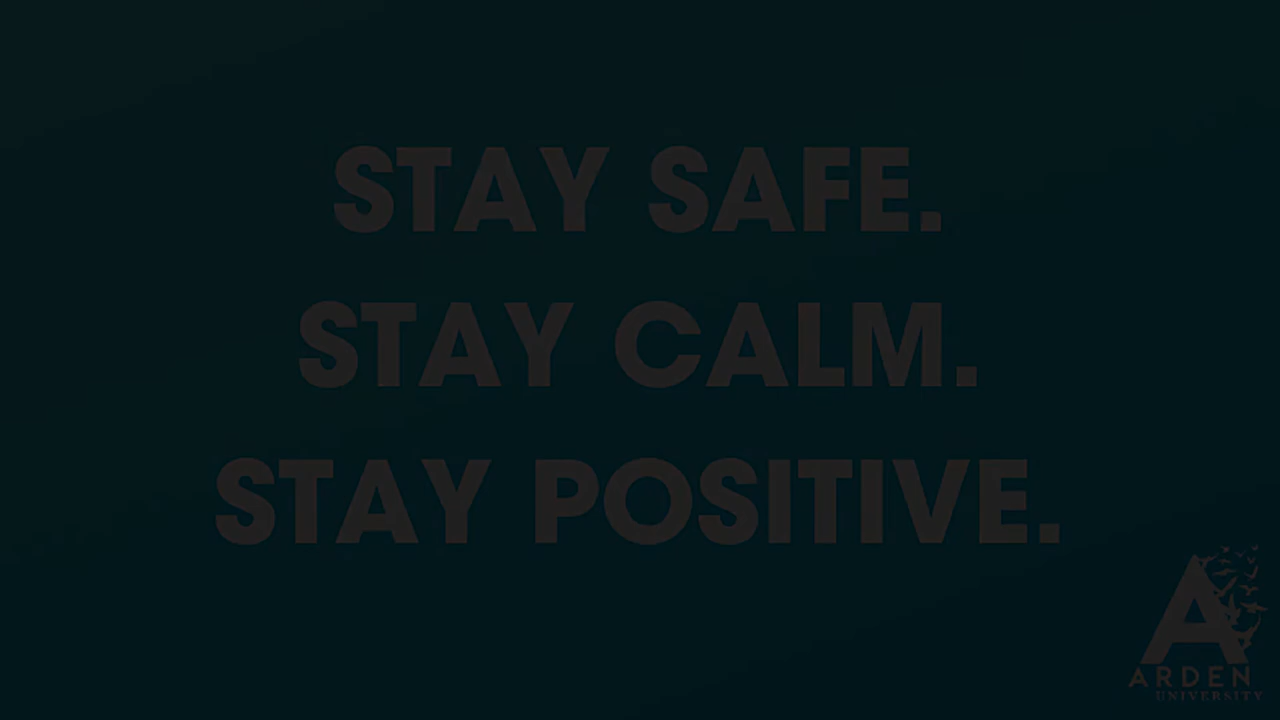 STAY SAFE.
STAY CALM.
STAY POSITIVE.
ARDEN
UNIVERSITY